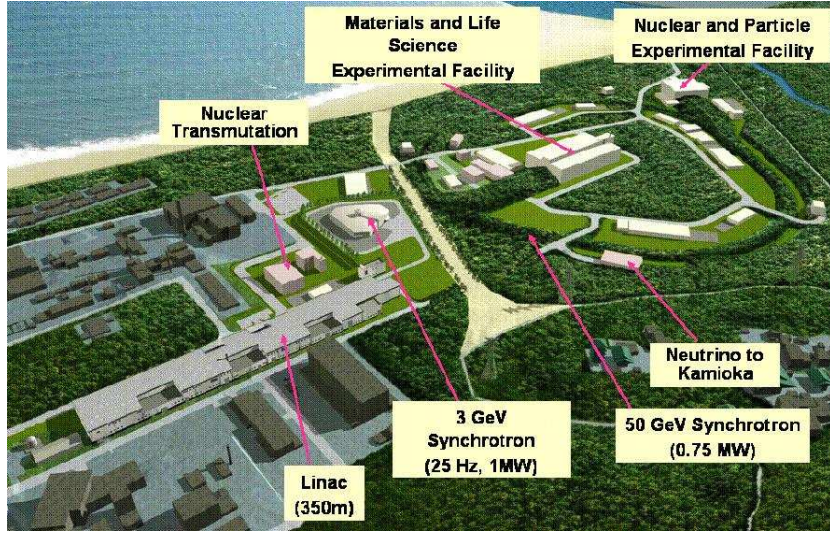 Materials and Life
Science
Experimental Facility
Nuclear and Particle
Experimental Facility
Nuclear
Transmutation
Neutrino to
Kamioka
3 GeV
Synchrotron
(25 Hz, 1MW)
50 GeV Synchrotron
(0.75 MW)
Linac
(350m)